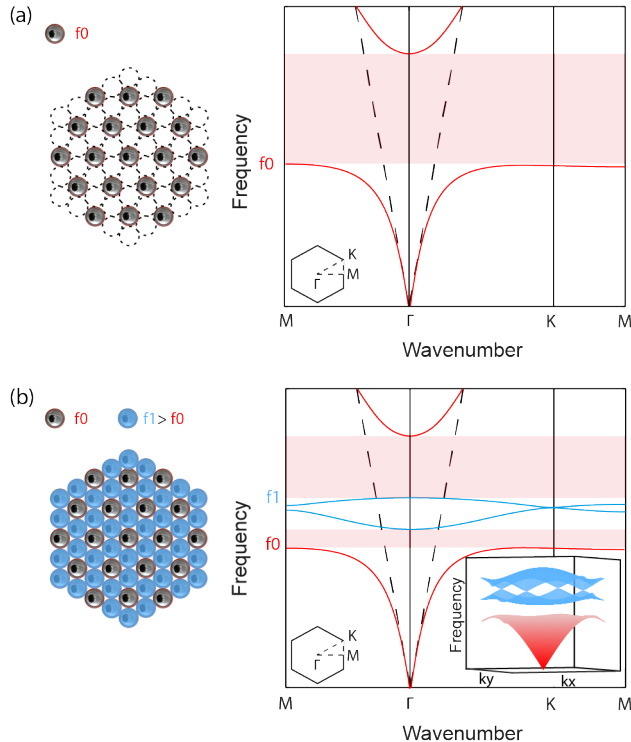 (a)
f0
Frequency
f0
K
M
Γ
M
Γ
K
M
Wavenumber
(b)
f0
f1> f0
Frequency
f1
f0
K
M
Γ
Frequency
ky
kx
M
Γ
K
M
Wavenumber